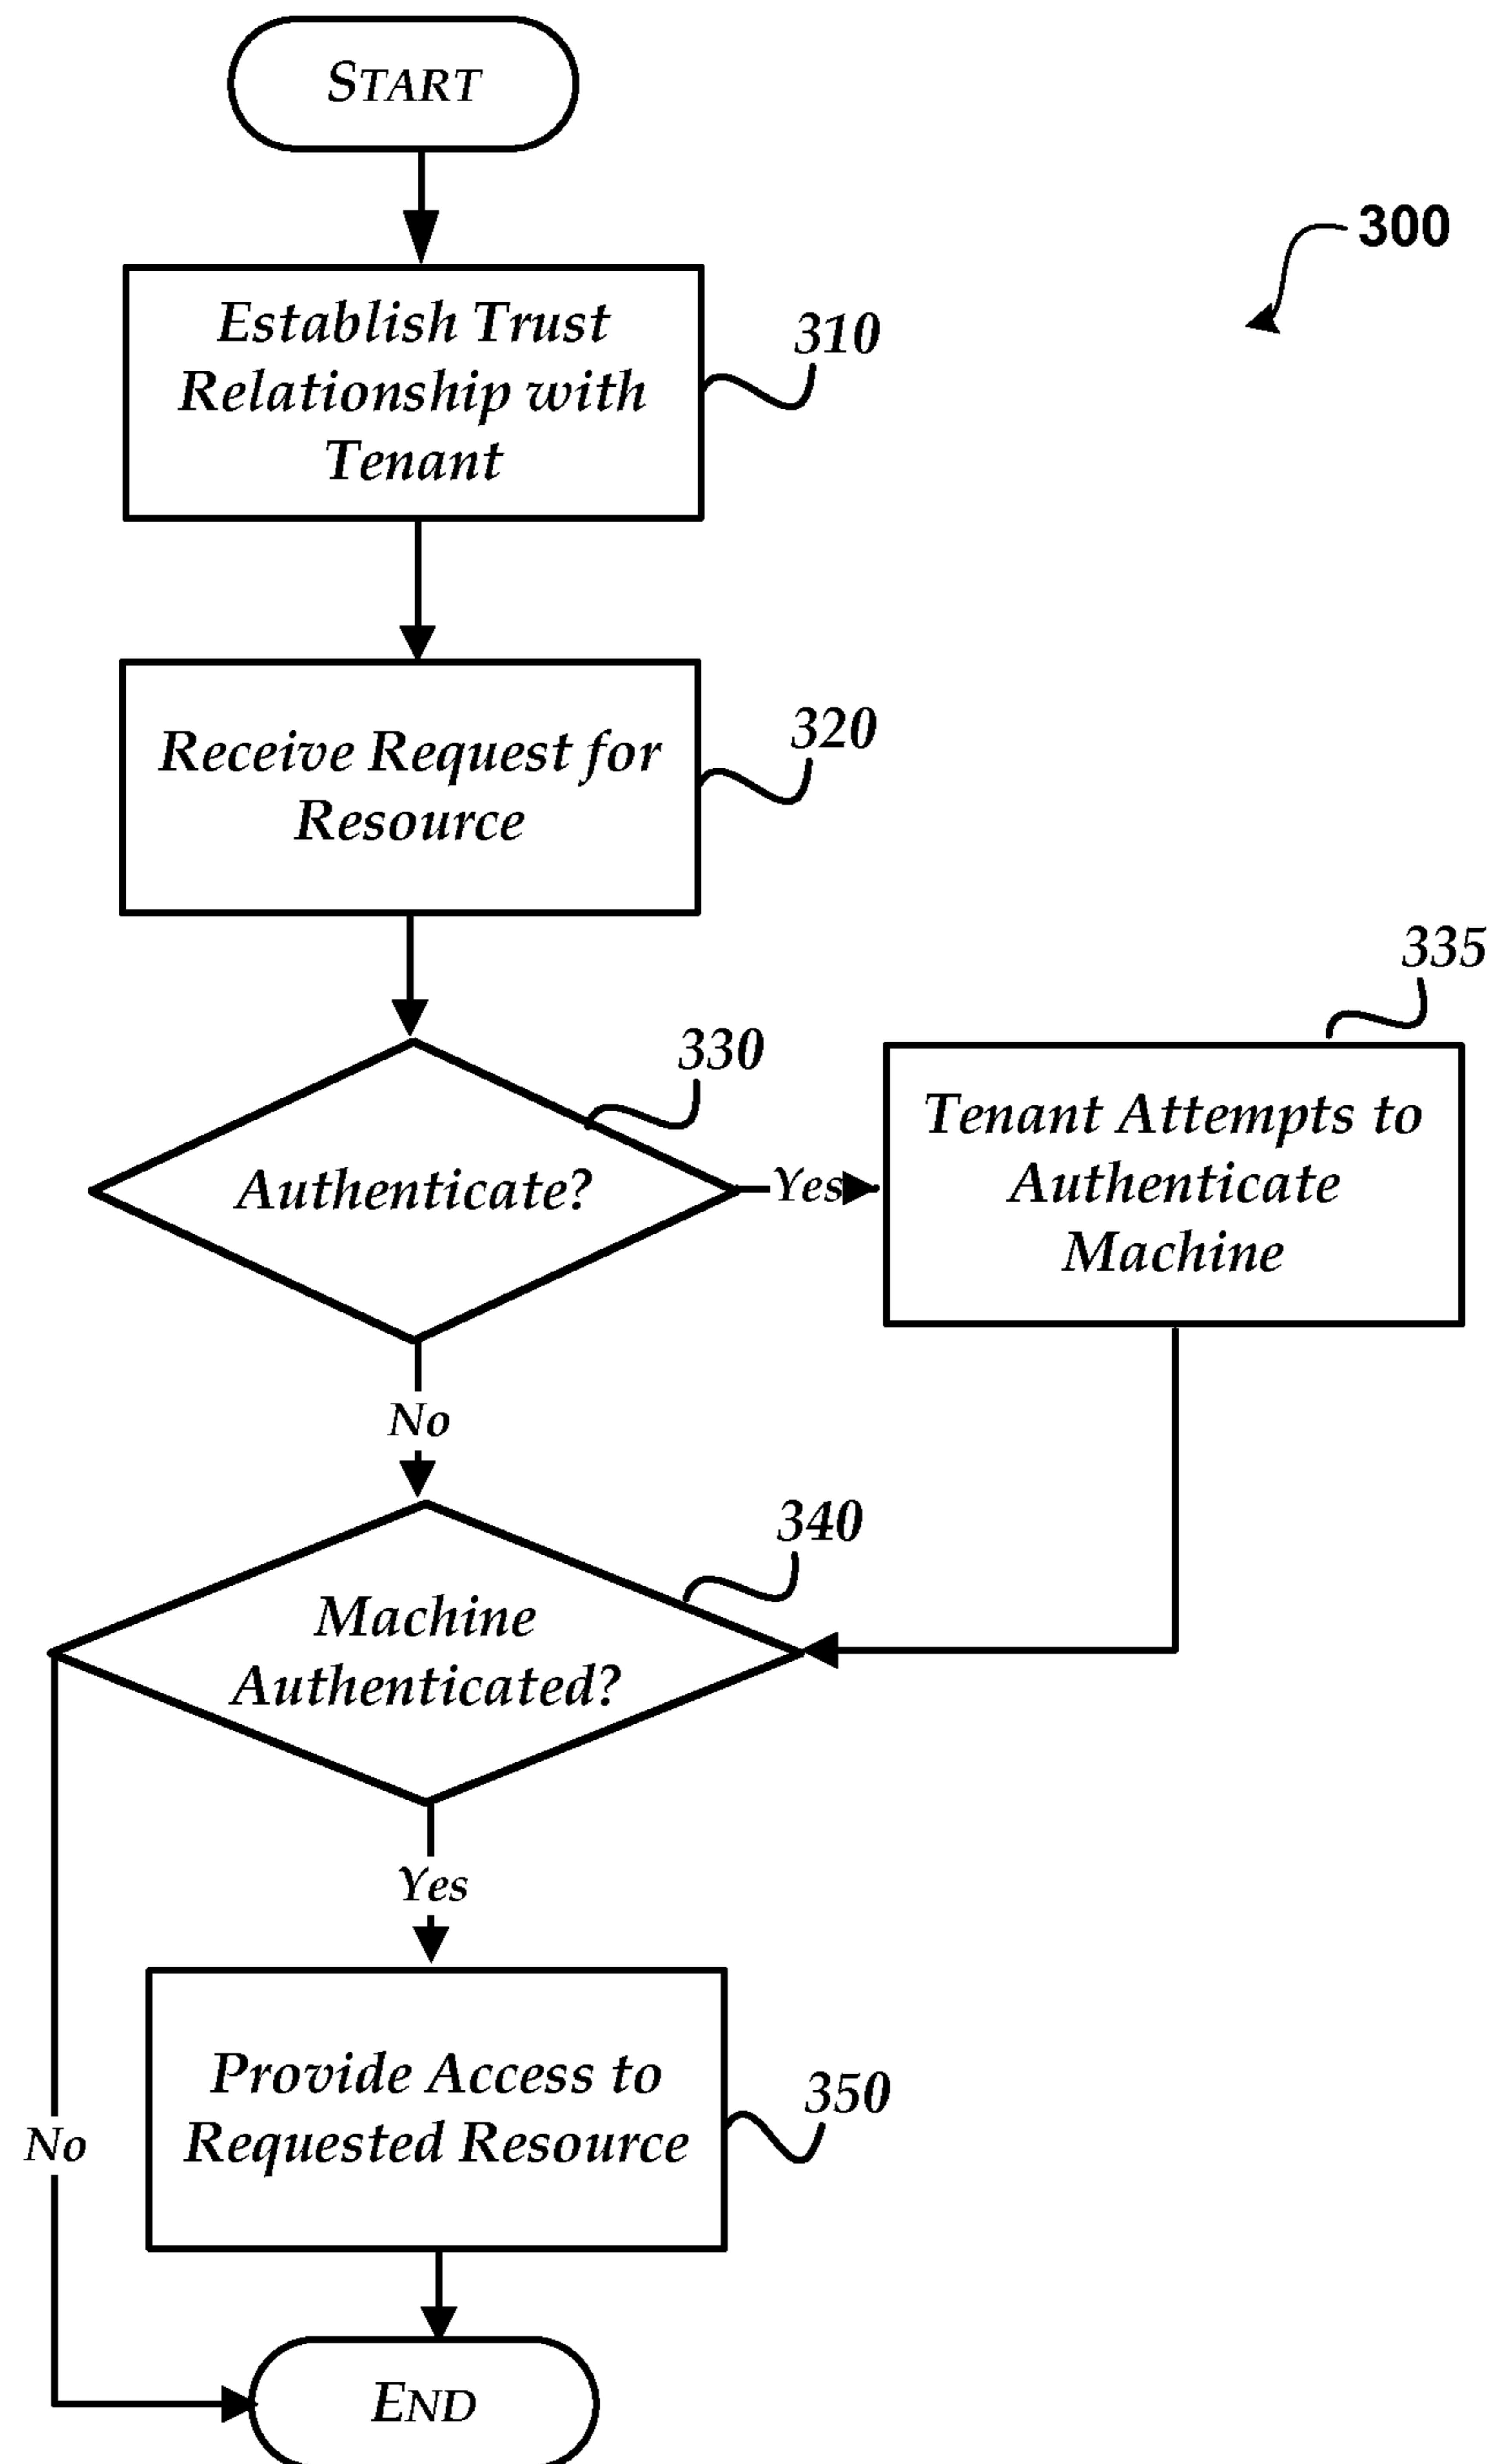 START
300
Establish Trust
Relationship with
Tenant
310
Receive Request for
Resource
320
335
330
Authenticate?
Yes
Tenant Attempts to
Authenticate
Machine
No
340
Machine
Authenticated?
Yes
Provide Access to
Requested Resource
350
No
END